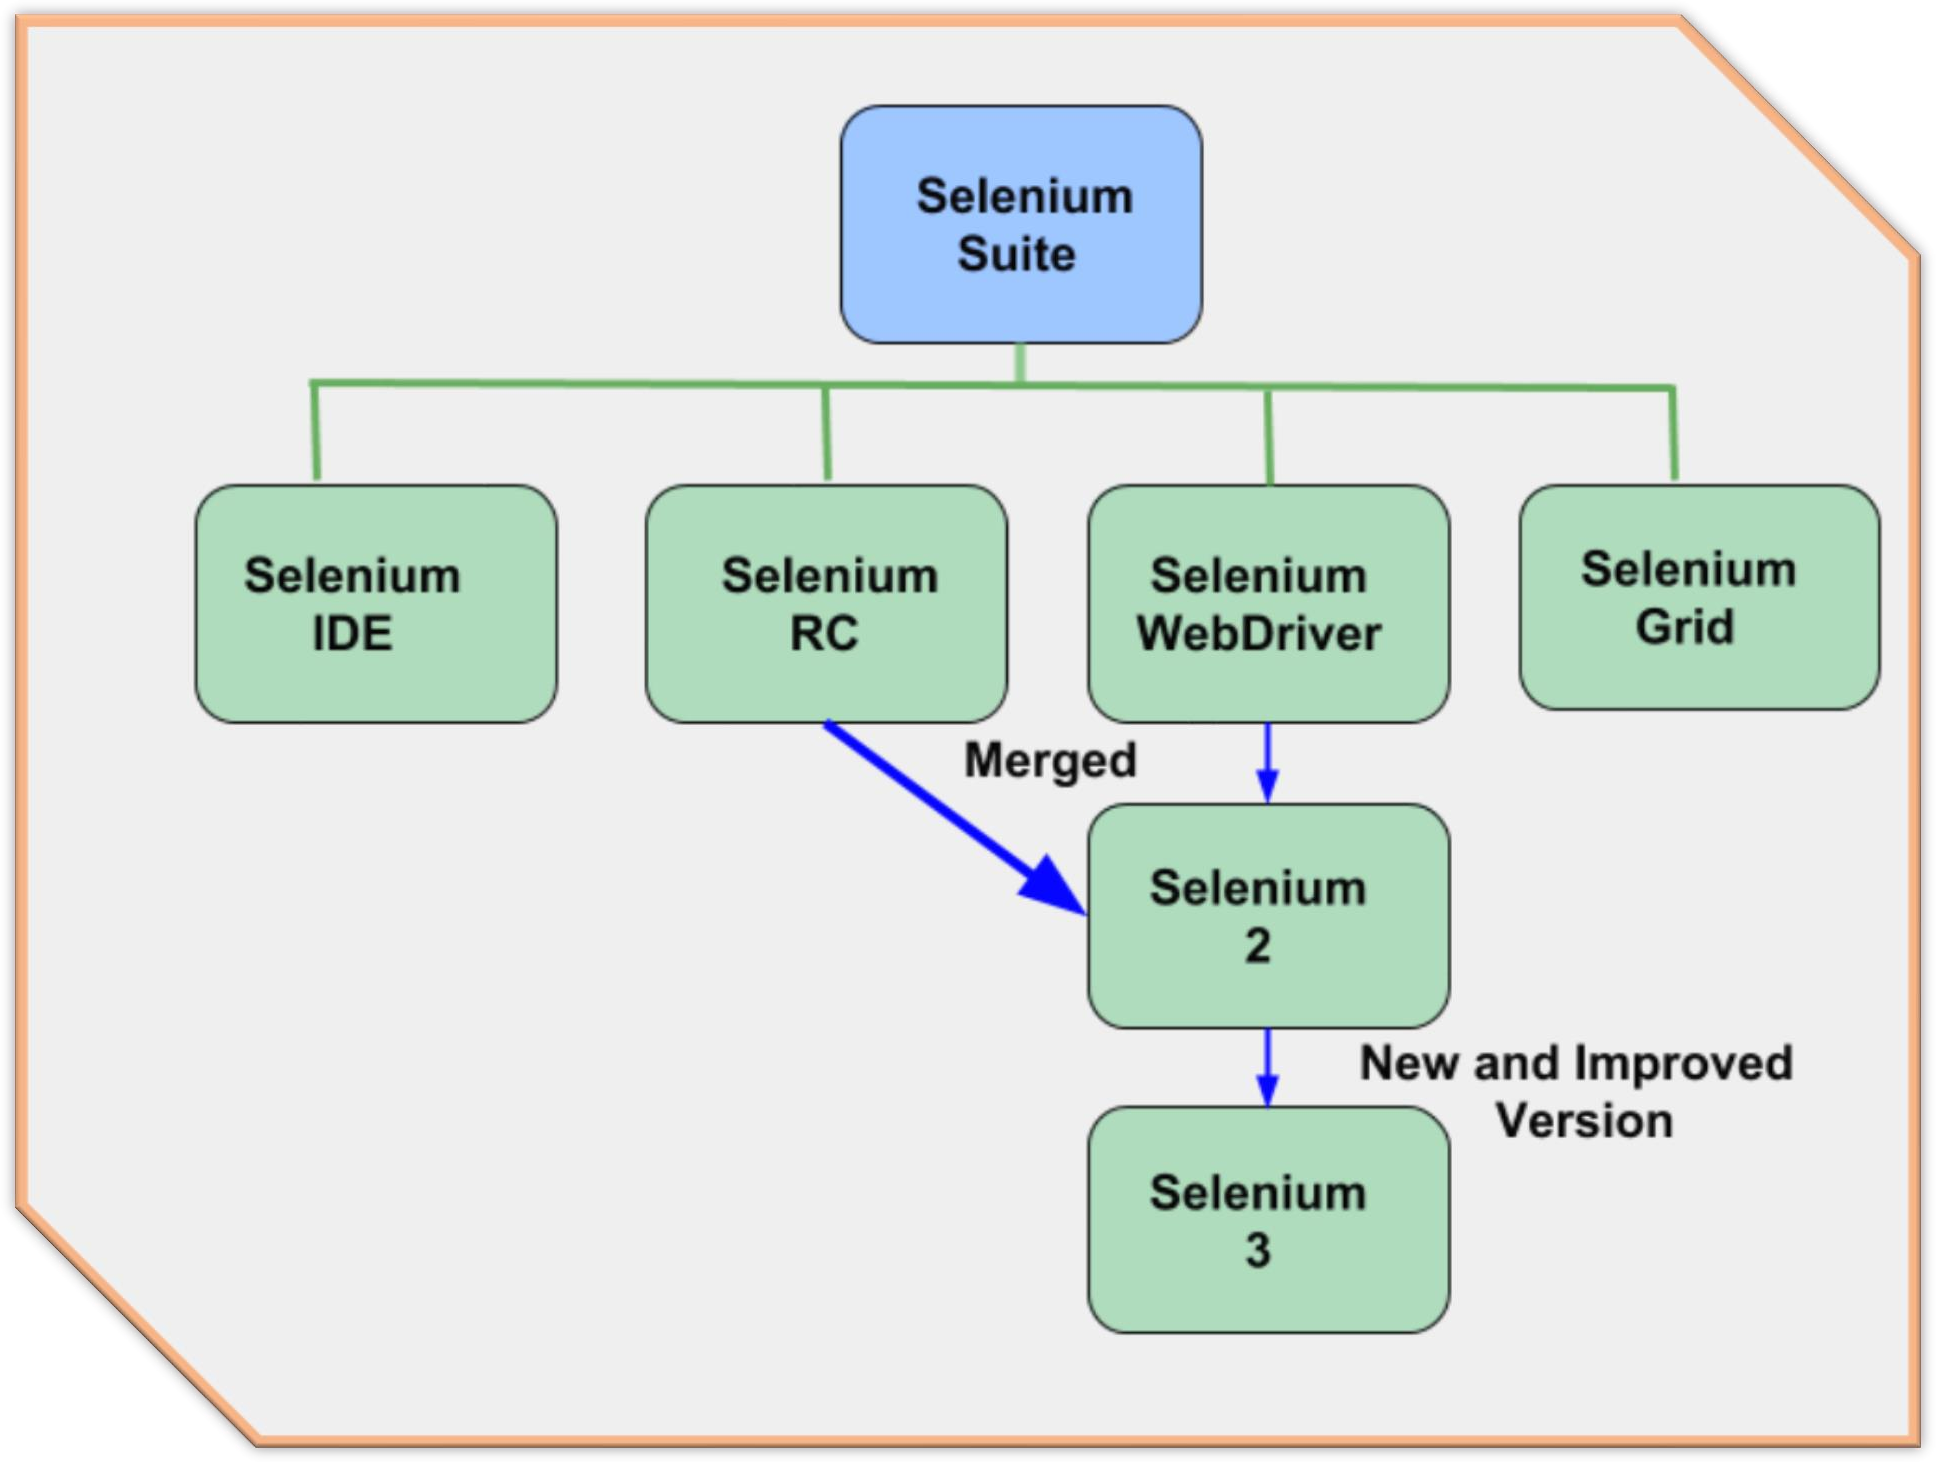 Selenium
Suite
Selenium
IDE
Selenium
RC
Selenium
WebDriver
Selenium
Grid
Merged
Selenium
2
New and Improved
Version
Selenium
3